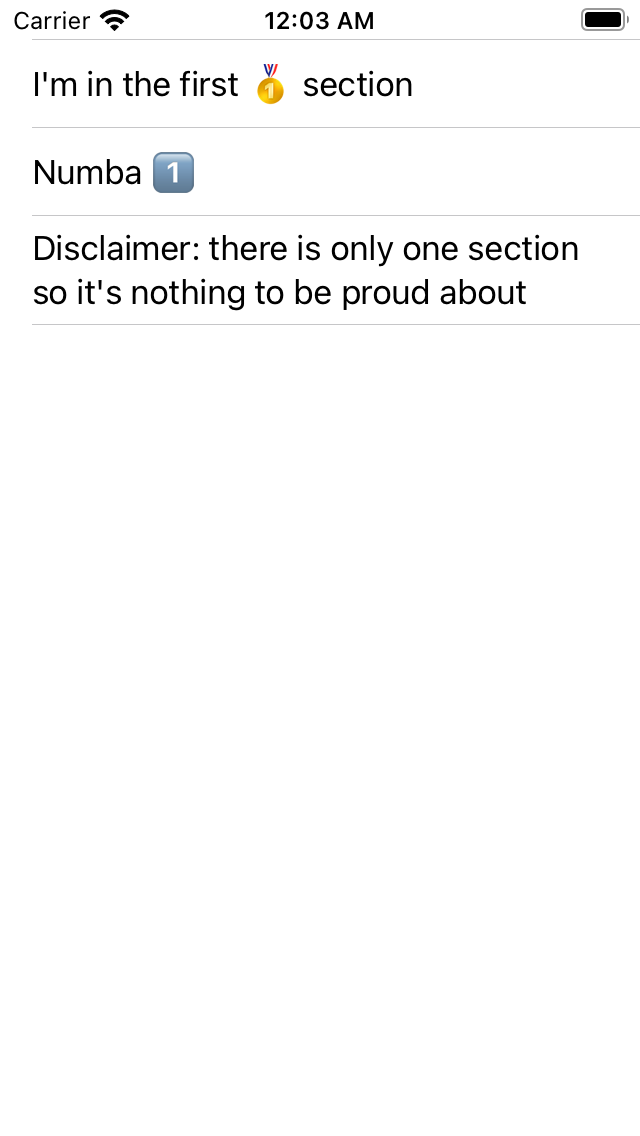 Carrier 12:03 AM
I'm in the first 🥇 section
Numba 1️⃣
Disclaimer: there is only one section
so it's nothing to be proud about